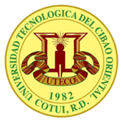 UNIVERSIDAD TECNOLOGICA DEL CIBAO ORIENTAL
UTECO
1982
COTUI, R.D.